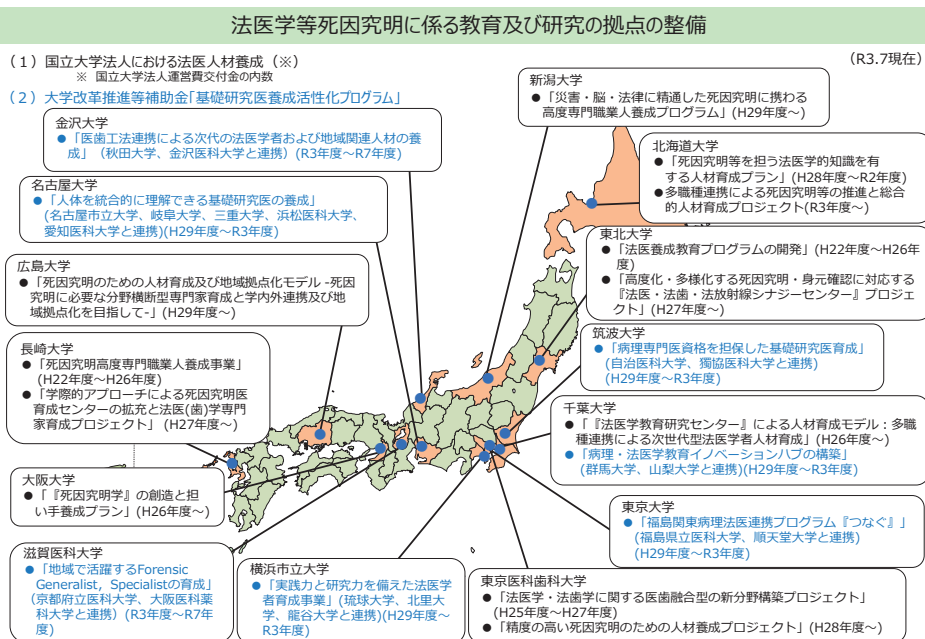 法医学等死因究明に係る教育及び研究の拠点の整備
(R3.7現在)
(1)国立大学法人における法医人材養成(※)
※ 国立大学法人運営費交付金の内数
(2)大学改革推進等補助金「基礎研究医養成活性化プログラム」
金沢大学
● 「医歯工法連携による次代の法医学者および地域関連人材の養
成」(秋田大学、金沢医科大学と連携)(R3年度~R7年度)
名古屋大学
● 「人体を統合的に理解できる基礎研究医の養成」
(名古屋市立大学、岐阜大学、三重大学、浜松医科大学、
愛知医科大学と連携)(H29年度~R3年度)
広島大学
● 「死因究明のための人材育成及び地域拠点化モデル -死因
究明に必要な分野横断型専門家育成と学内外連携及び地
域拠点化を目指して-」(H29年度~)
長崎大学
● 「死因究明高度専門職業人養成事業」
(H22年度~H26年度)
● 「学際的アプローチによる死因究明医
育成センターの拡充と法医(歯)学専門
家育成プロジェクト」(H27年度~)
大阪大学
● 「『死因究明学』の創造と担
い手養成プラン」(H26年度~)
滋賀医科大学
● 「地域で活躍するForensic
Generalist, Specialistの育成」
(京都府立医科大学、大阪医科薬
科大学と連携)(R3年度~R7年
度)
横浜市立大学
● 「実践力と研究力を備えた法医学
者育成事業」(琉球大学、北里大
学、龍谷大学と連携)(H29年度~
R3年度)
新潟大学
● 「災害・脳・法律に精通した死因究明に携わる
高度専門職業人養成プログラム」(H29年度~)
北海道大学
● 「死因究明等を担う法医学的知識を有
する人材育成プラン」(H28年度~R2年度)
● 多職種連携による死因究明等の推進と総合
的人材育成プロジェクト(R3年度~)
東北大学
● 「法医養成教育プログラムの開発」(H22年度~H26年
度)
● 「高度化・多様化する死因究明・身元確認に対応する
『法医・法歯・法放射線シナジーセンター』プロジェ
クト」(H27年度~)
筑波大学
● 「病理専門医資格を担保した基礎研究医育成」
(自治医科大学、獨協医科大学と連携)
(H29年度~R3年度)
千葉大学
● 「『法医学教育研究センター』による人材育成モデル:多職
種連携による次世代型法医学者人材育成」(H26年度~)
● 「病理・法医学教育イノベーションハブの構築」
(群馬大学、山梨大学と連携)(H29年度~R3年度)
東京大学
● 「福島関東病理法医連携プログラム『つなぐ』」
(福島県立医科大学、順天堂大学と連携)
(H29年度~R3年度)
東京医科歯科大学
● 「法医学・法歯学に関する医歯融合型の新分野構築プロジェクト」
(H25年度~H27年度)
● 「精度の高い死因究明のための人材養成プロジェクト」(H28年度~)